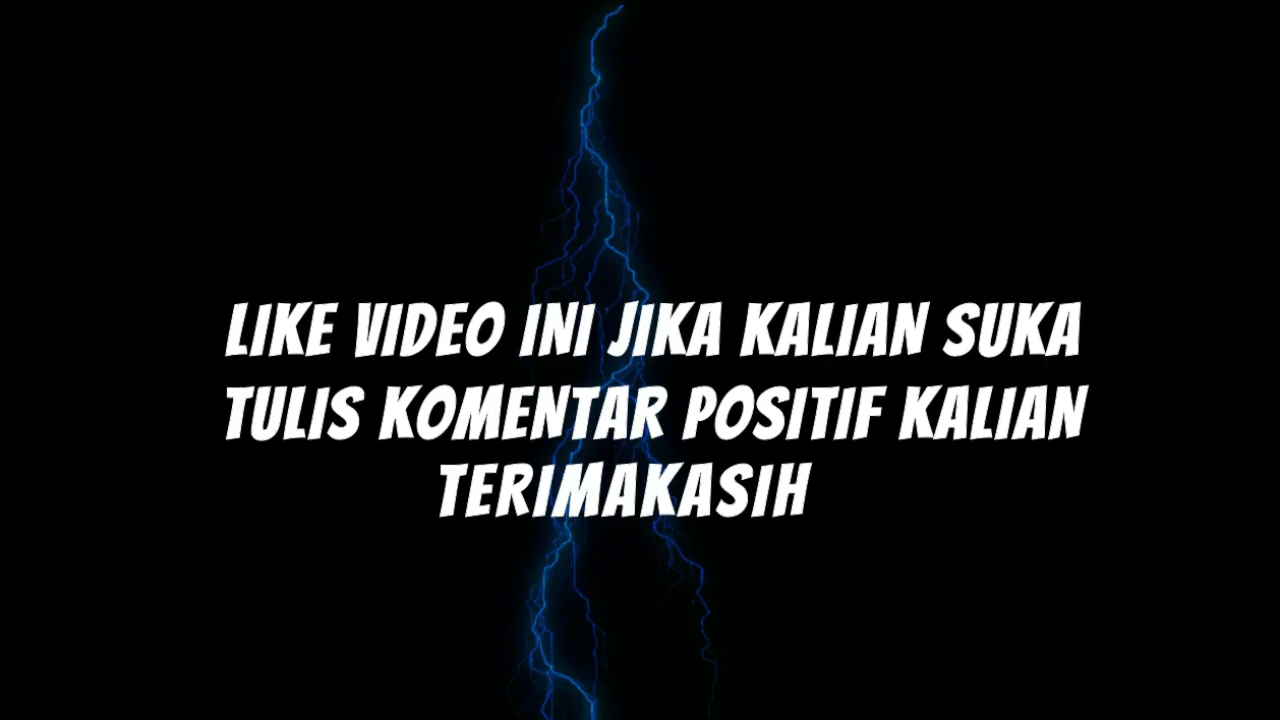 LIKE VIDEO INI JIKA KALIAN SUKA
TULIS KOMENTAR POSITIF KALIAN
TERIMAKASIH